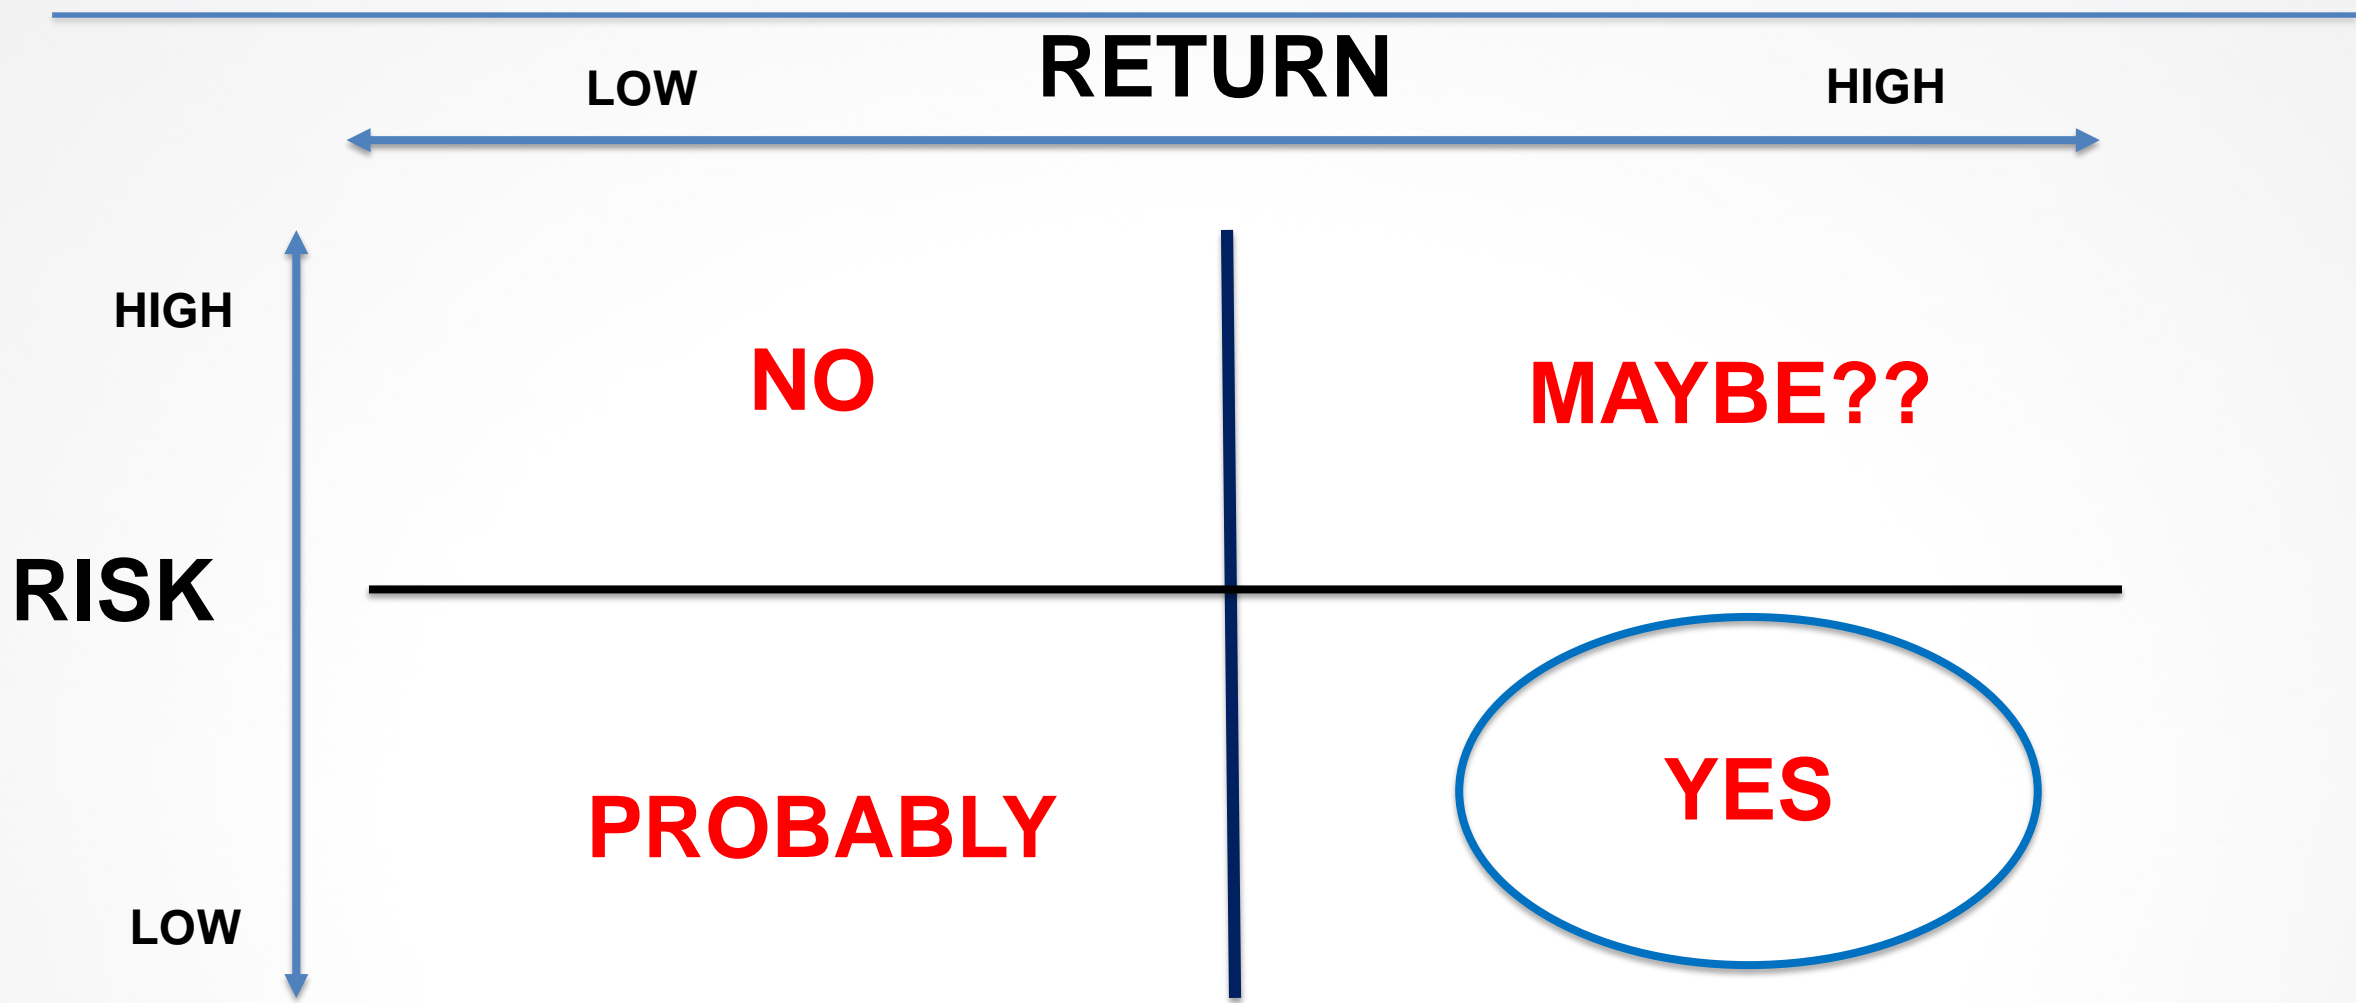 RETURN
LOW
HIGH
HIGH
NO
MAYBE??
RISK
PROBABLY
YES
LOW